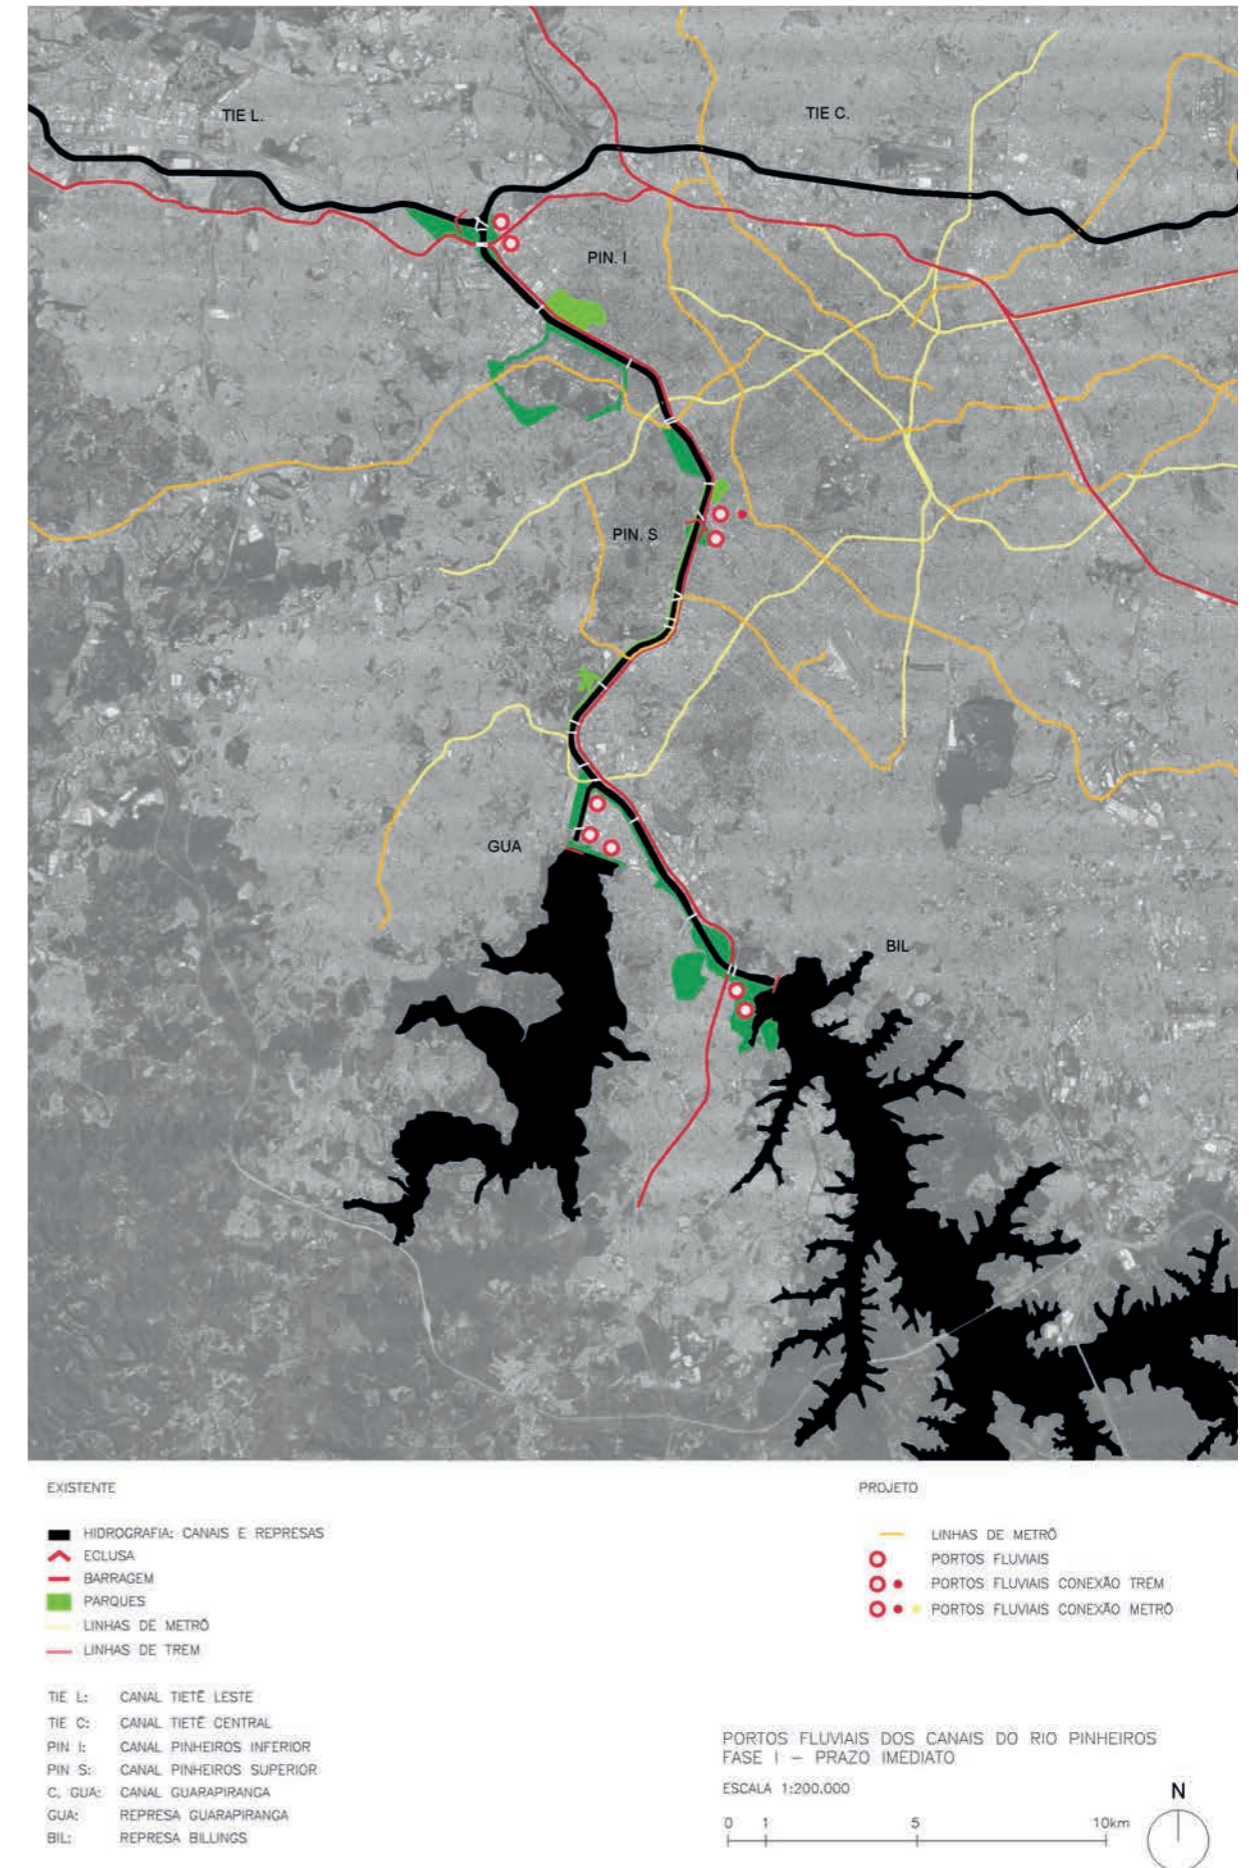 TIE L.
TIE C.
PIN. I
PIN. S
GUA
BIL
EXISTENTE
HIDROGRAFIA: CANAIS E REPRESAS
ECLUSA
BARRAGEM
PARQUES
LINHAS DE METRÔ
LINHAS DE TREM
TIE L: CANAL TIETÊ LESTE
TIE C: CANAL TIETÊ CENTRAL
PIN I: CANAL PINHEIROS INFERIOR
PIN S: CANAL PINHEIROS SUPERIOR
C. GUA: CANAL GUARAPIRANGA
GUA: REPRESA GUARAPIRANGA
BIL: REPRESA BILLINGS
PROJETO
LINHAS DE METRÔ
PORTOS FLUVIAIS
PORTOS FLUVIAIS CONEXÃO TREM
PORTOS FLUVIAIS CONEXÃO METRÔ
PORTOS FLUVIAIS DOS CANAIS DO RIO PINHEIROS
FASE I – PRAZO IMEDIATO
ESCALA 1:200.000
0 1 5 10km
N